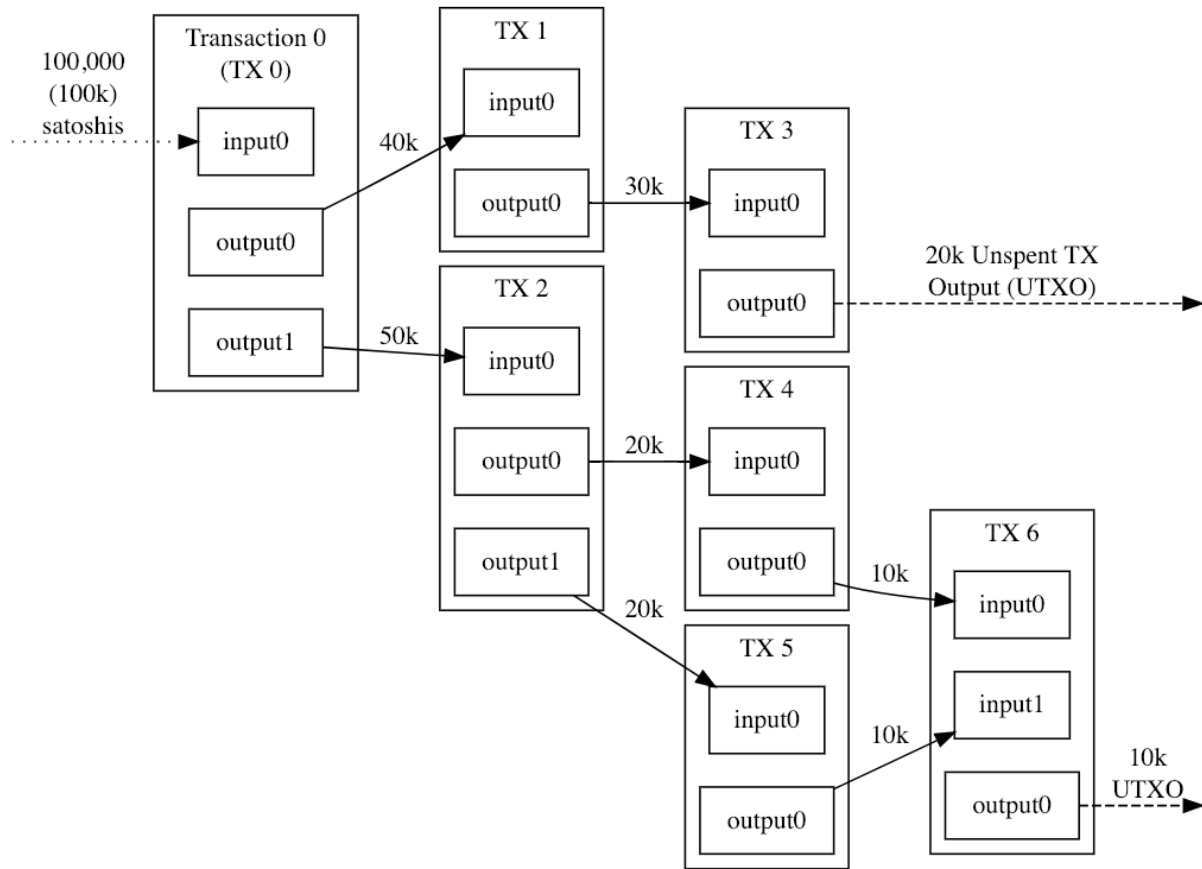 100,000
(100k)
satoshis
Transaction 0
(TX 0)
input0
output0
output1
40k
50k
TX 1
input0
output0
30k
TX 2
input0
output0
output1
20k
20k
TX 3
input0
output0
20k Unspent TX
Output (UTXO)
TX 4
input0
output0
10k
TX 5
input0
output0
10k
TX 6
input0
input1
output0
10k
UTXO